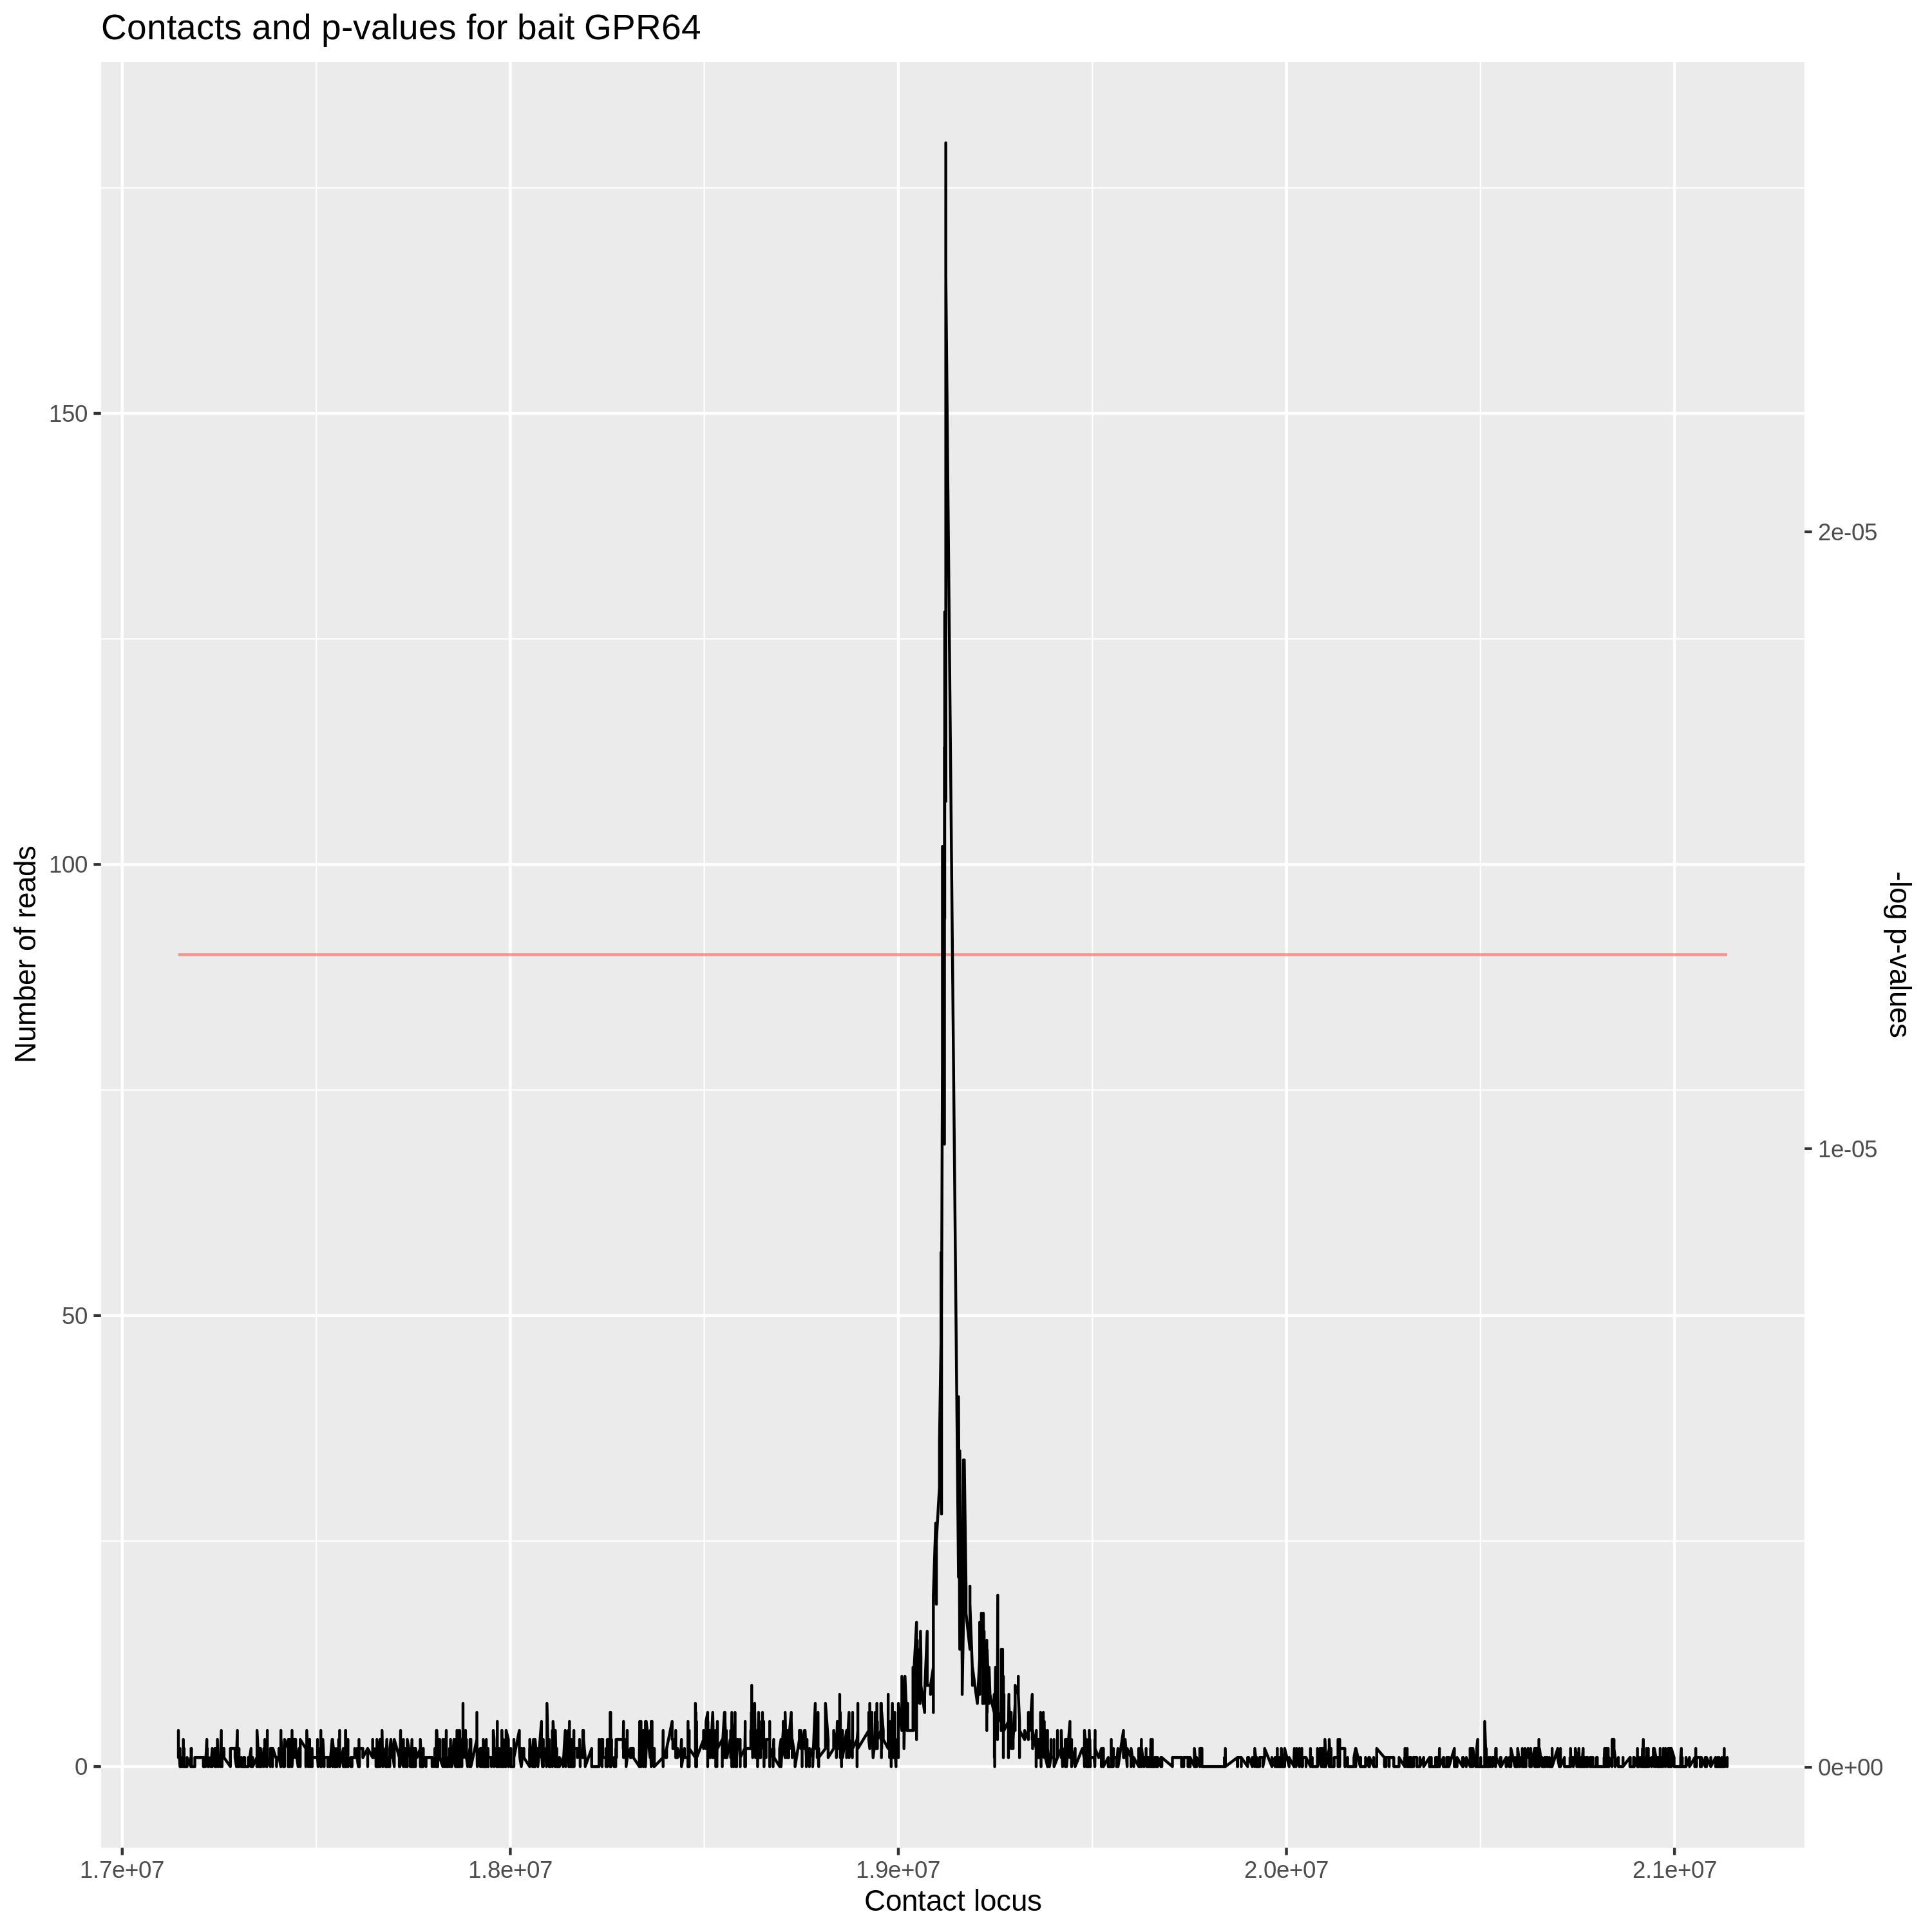 Contacts and p-values for bait GPR64
150
100
50
0
Number of reads
2e-05
1e-05
0e+00
-log p-values
1.7e+07
1.8e+07
1.9e+07
2.0e+07
2.1e+07
Contact locus